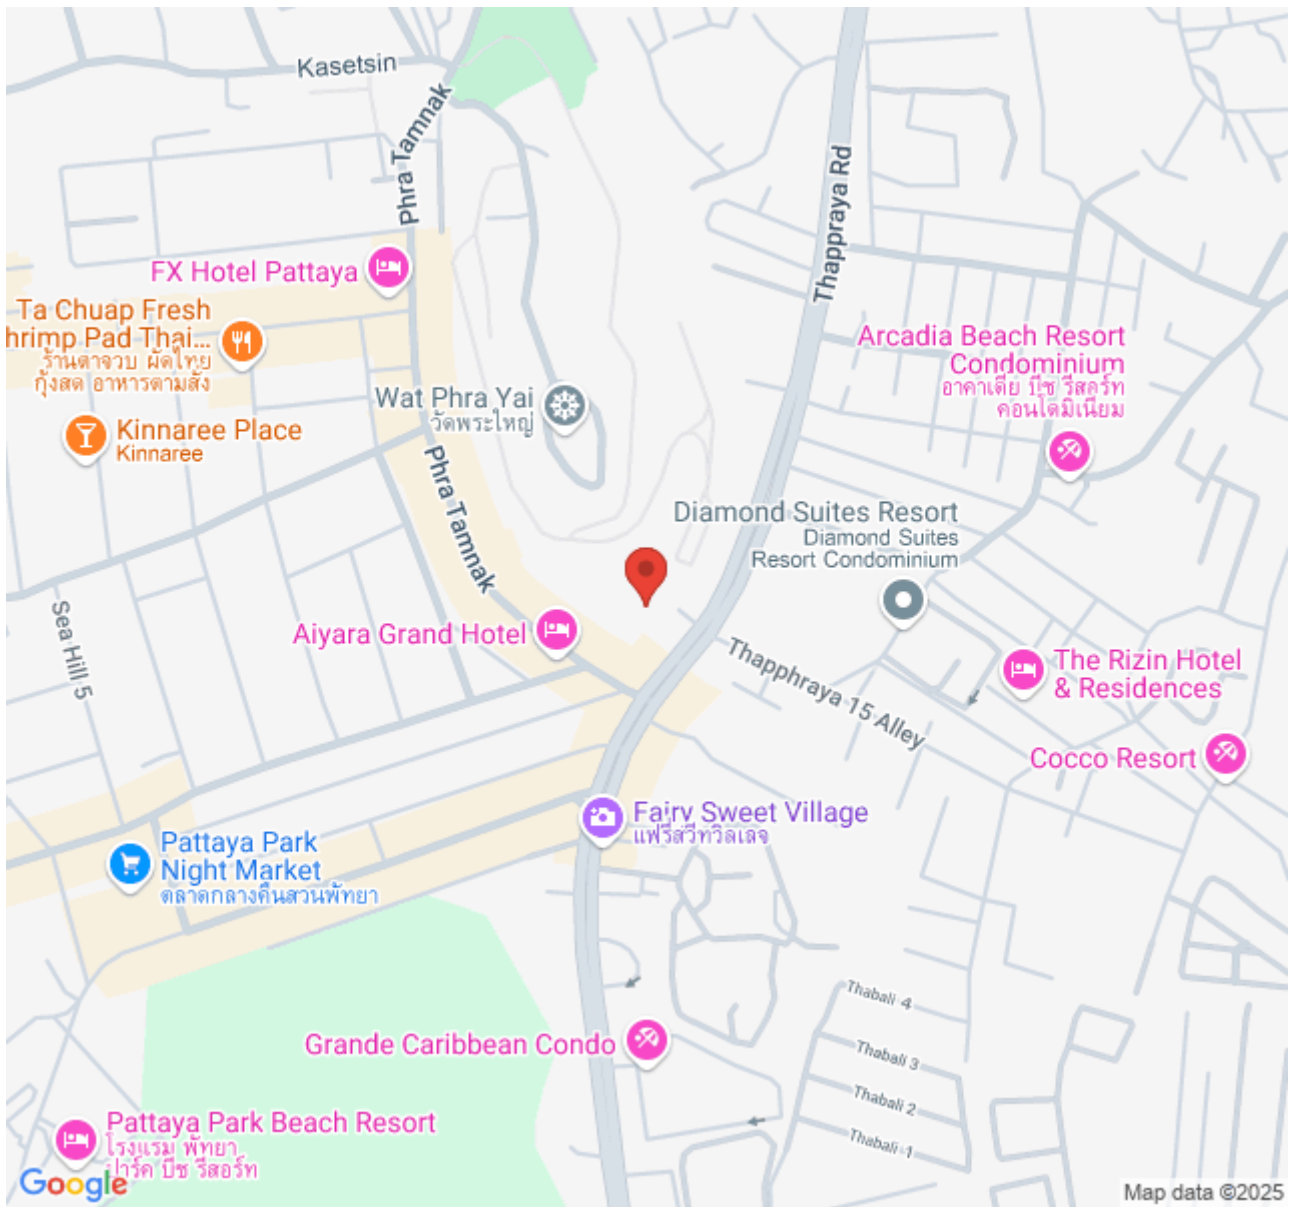 Kasetsin
Phra Tamnak
Thappraya Rd
FX Hotel Pattaya
Ta Chuap Fresh
hrimp Pad Thai...
ร้านตาจวบ ผัดไทย
กุ้งสด อาหารตามสั่ง
Arcadia Beach Resort
Condominium
อาคาเดีย บีช รีสอร์ท
คอนโดมิเนียม
Wat Phra Yai
วัดพระใหญ่
Kinnaree Place
Kinnaree
Phra Tamnak
Diamond Suites Resort
Diamond Suites
Resort Condominium
Sea Hill 5
Aiyara Grand Hotel
Thapphraya 15 Alley
The Rizin Hotel
& Residences
Cocco Resort
Fairy Sweet Village
แฟรี่สวีทวิลเลจ
Pattaya Park
Night Market
ตลาดกลางคืนสวนพัทยา
Thabali 4
Grande Caribbean Condo
Thabali 3
Thabali 2
Thabali 1
Pattaya Park Beach Resort
โรงแรม พัทยา
ปาร์ค บีช รีสอร์ท
Google
Map data ©2025